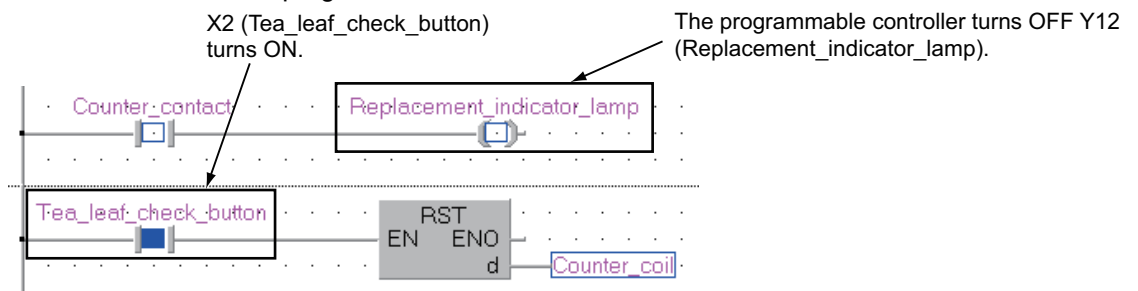 X2 (Tea_leaf_check_button)
turns ON.
The programmable controller turns OFF Y12
(Replacement_indicator_lamp).
Counter_contact
Replacement_indicator_lamp
Tea_leaf_check_button
RST
EN ENO
d
Counter_coil